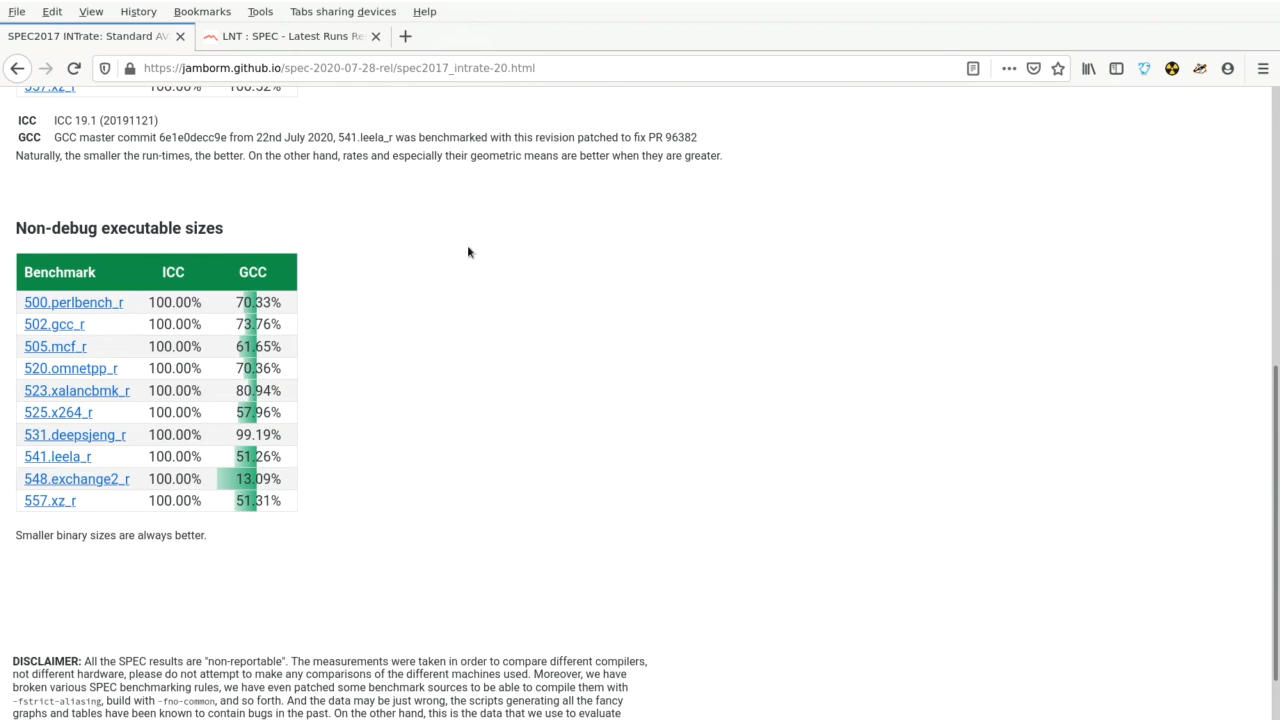 File Edit View History Bookmarks Tools Tabs sharing devices Help
SPEC2017 INTrate: Standard AV
LNT : SPEC - Latest Runs Re
https://jamborm.github.io/spec-2020-07-28-rel/spec2017_intrate-20.html
557.xz_r 100.00% 100.52%
ICC ICC 19.1 (20191121)
GCC GCC master commit 6e1e0decc9e from 22nd July 2020, 541.leela_r was benchmarked with this revision patched to fix PR 96382
Naturally, the smaller the run-times, the better. On the other hand, rates and especially their geometric means are better when they are greater.
Non-debug executable sizes
Benchmark ICC GCC
500.perlbench_r 100.00% 70.33%
502.gcc_r 100.00% 73.76%
505.mcf_r 100.00% 61.65%
520.omnetpp_r 100.00% 70.36%
523.xalancbmk_r 100.00% 80.94%
525.x264_r 100.00% 57.96%
531.deepsjeng_r 100.00% 99.19%
541.leela_r 100.00% 51.26%
548.exchange2_r 100.00% 13.09%
557.xz_r 100.00% 51.31%
Smaller binary sizes are always better.
DISCLAIMER: All the SPEC results are "non-reportable". The measurements were taken in order to compare different compilers,
not different hardware, please do not attempt to make any comparisons of the different machines used. Moreover, we have
broken various SPEC benchmarking rules, we have even patched some benchmark sources to be able to compile them with
-fstrict-aliasing, build with -fno-common, and so forth. And the data may be just wrong, the scripts generating all the fancy
graphs and tables have been known to contain bugs in the past. On the other hand, this is the data that we use to evaluate